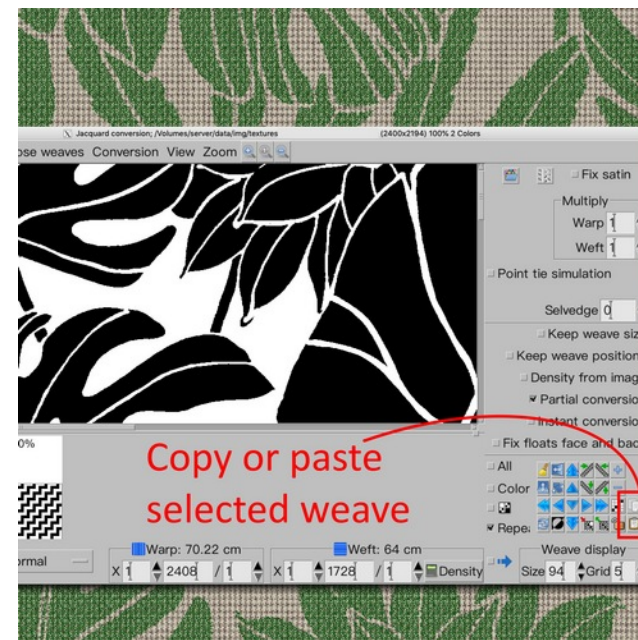 Jacquard conversion; /Volumes/server/data/img/textures (2400x2194) 100% 2 Colors
ose weaves Conversion View Zoom
Fix satin
Multiply
Warp 1
Weft 1
Point tie simulation
Selvedge 0
Keep weave siz
Keep weave position
Density from imag
Partial conversio
Instant conversio
Fix floats face and bac
0%
All
Color
Repe
Copy or paste
selected weave
ormal
Warp: 70.22 cm
X 1 2408 / 1
Weft: 64 cm
X 1 1728 / 1 Density
Weave display
Size 94 Grid 5